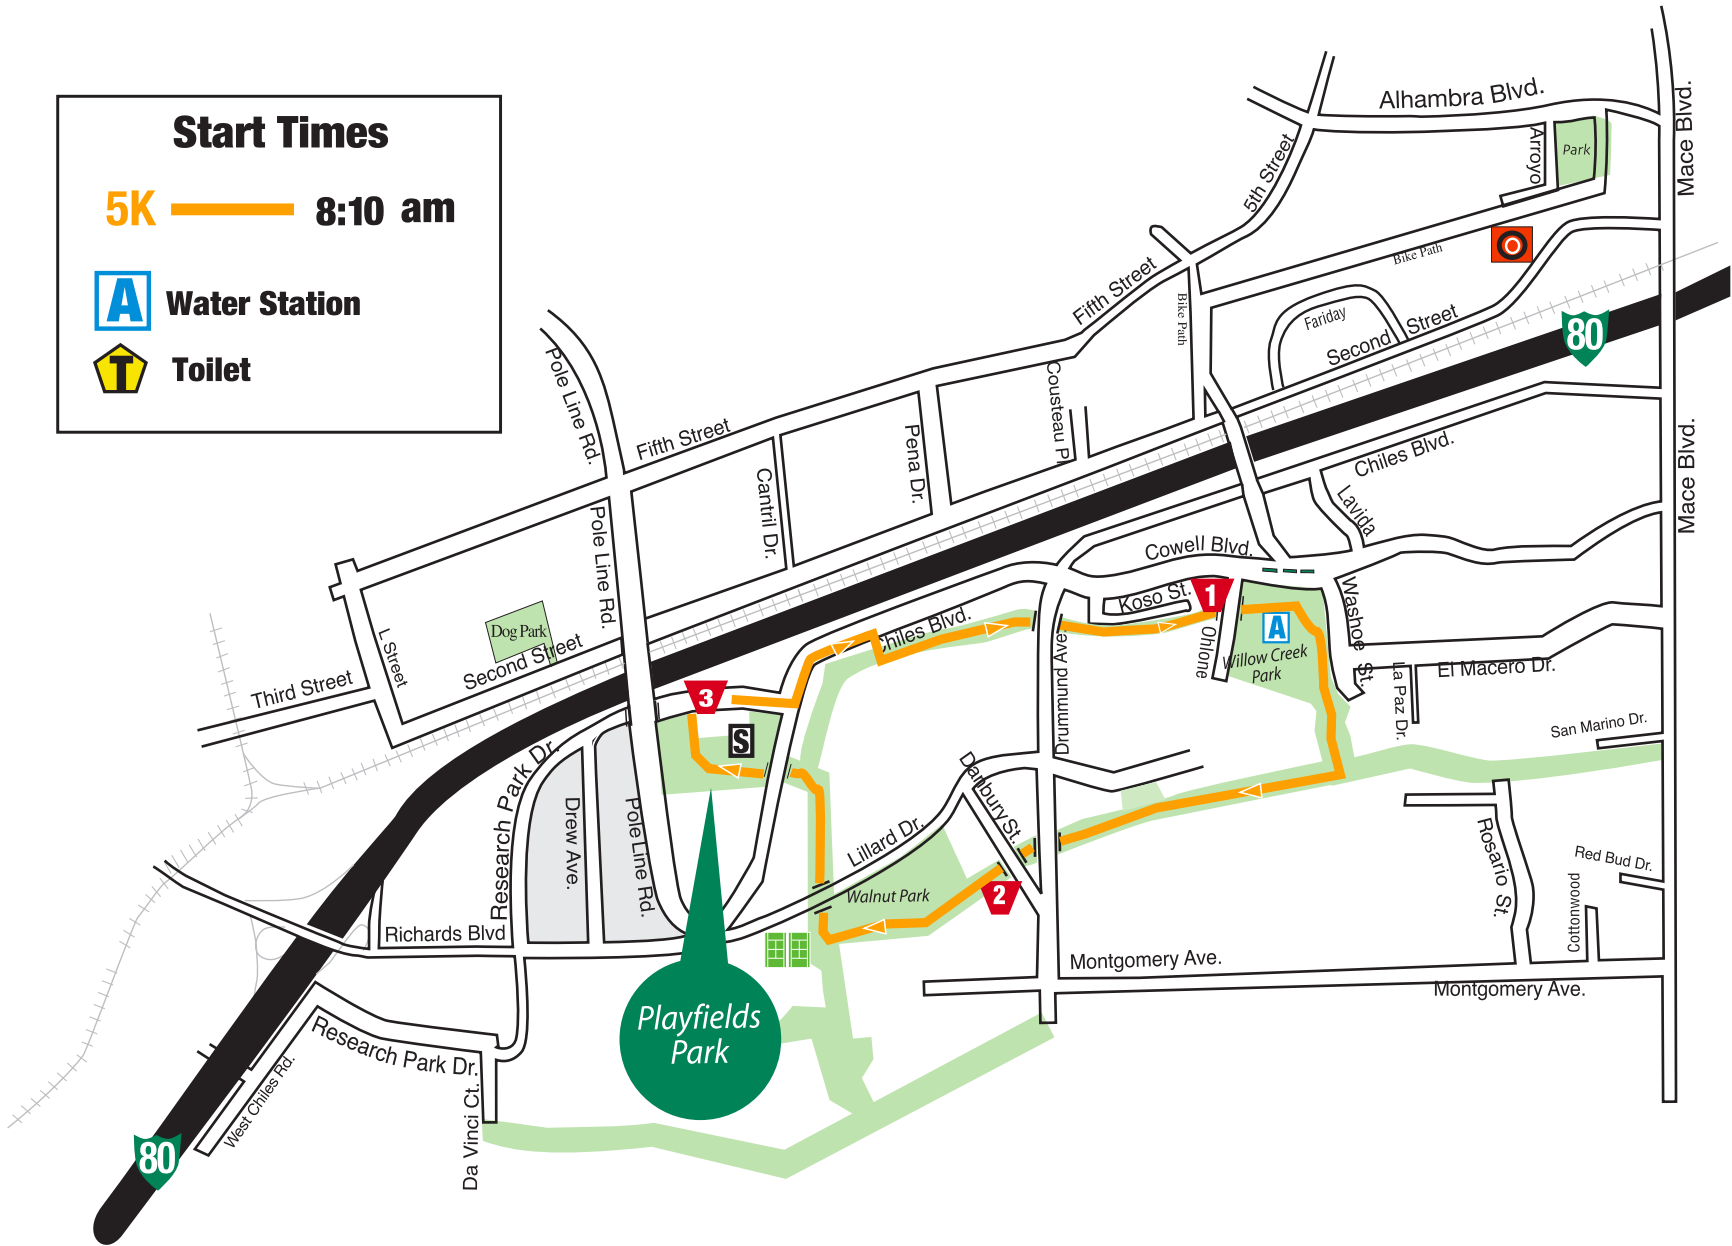 Start Times
5K 8:10 am
A Water Station
T Toilet
Alhambra Blvd.
Mace Blvd.
Arroyo
Park
5th Street
Bike Path
Fifth Street
Bike Path
Fariday
Second Street
80
Pole Line Rd.
Fifth Street
Cousteau Pl
Pena Dr.
Cantril Dr.
Chiles Blvd.
Mace Blvd.
Lavida
Pole Line Rd.
Cowell Blvd.
Koso St.
1
Washoe St.
Dog Park
Second Street
L Street
Third Street
Chiles Blvd.
A
Ohlone
Willow Creek
Park
El Macero Dr.
La Paz Dr.
San Marino Dr.
3
S
Drummond Ave.
Research Park Dr.
Drew Ave.
Pole Line Rd.
Danbury St.
Lillard Dr.
Walnut Park
2
Rosario St.
Red Bud Dr.
Cottonwood
Richards Blvd
Montgomery Ave.
Montgomery Ave.
Playfields
Park
Research Park Dr.
West Chiles Rd.
Da Vinci Ct.
80